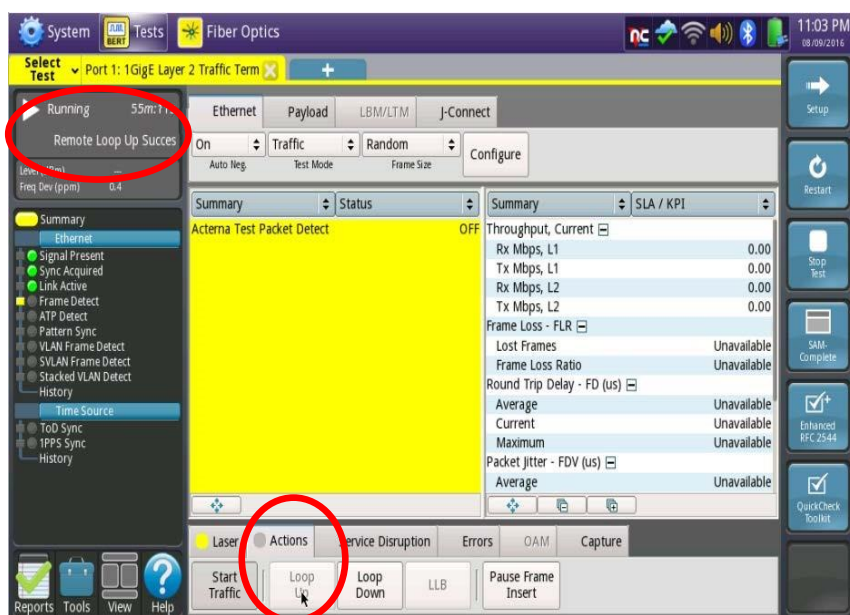 System
BERT
Tests
Fiber Optics
nc
11:03 PM
08/09/2016
Select Test
Port 1: 1GigE Layer 2 Traffic Term
+
Running
Remote Loop Up Succes
Freq Dev (ppm) 0.4
Summary
Ethernet
Signal Present
Sync Acquired
Link Active
Frame Detect
ATP Detect
Pattern Sync
VLAN Frame Detect
SVLAN Frame Detect
Stacked VLAN Detect
History
Time Source
ToD Sync
1PPS Sync
History
Reports Tools View Help
Ethernet Payload LBM/LTM J-Connect
On Traffic Random
Auto Neg. Test Mode Frame Size
Configure
Summary Status
Acterna Test Packet Detect OFF
Summary SLA / KPI
Throughput, Current
Rx Mbps, L1 0.00
Tx Mbps, L1 0.00
Rx Mbps, L2 0.00
Tx Mbps, L2 0.00
Frame Loss - FLR
Lost Frames Unavailable
Frame Loss Ratio Unavailable
Round Trip Delay - FD (us)
Average Unavailable
Current Unavailable
Maximum Unavailable
Packet Jitter - FDV (us)
Average Unavailable
Laser Actions Service Disruption Errors OAM Capture
Start Traffic
Loop Up
Loop Down
LLB
Pause Frame Insert
Setup
Restart
Stop Test
SAM-Complete
Enhanced RFC 2544
QuickCheck Toolkit